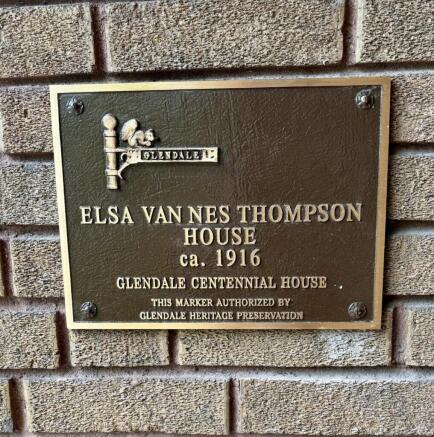 GLENDALE
ELSA VAN NES THOMPSON
HOUSE
ca. 1916
GLENDALE CENTENNIAL HOUSE
THIS MARKER AUTHORIZED BY
GLENDALE HERITAGE PRESERVATION